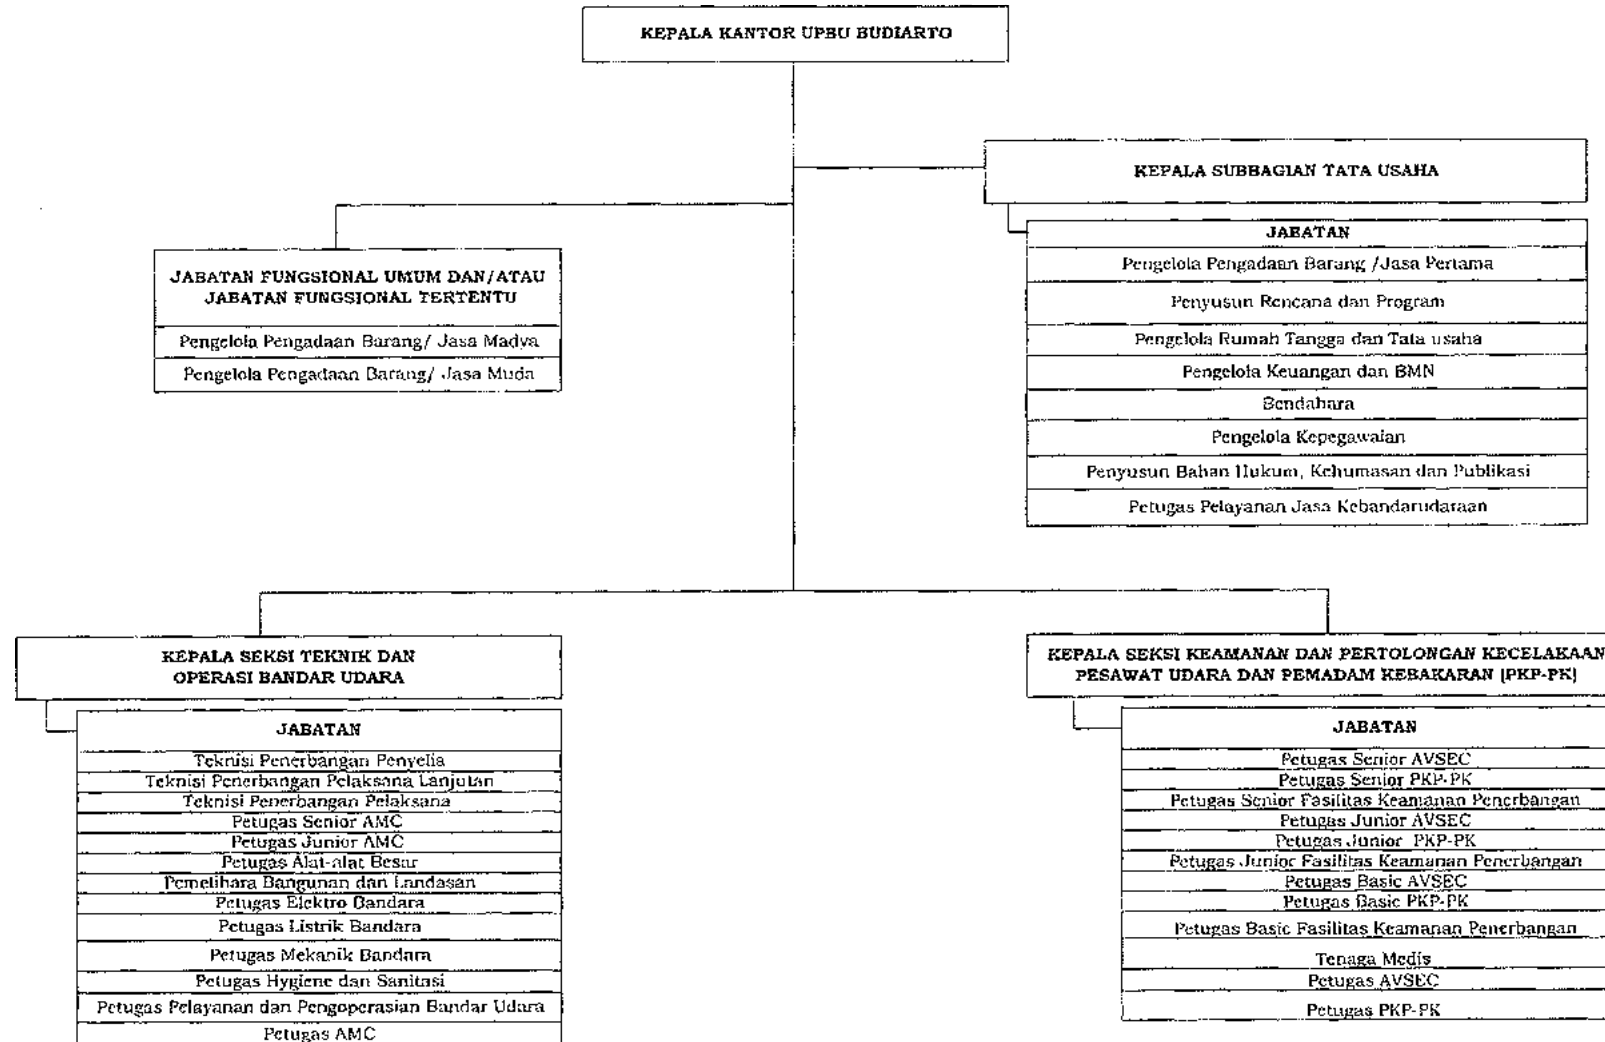 KEPALA KANTOR UPBU BUDIARTO
KEPALA SUBBAGIAN TATA USAHA
JABATAN
Pengelola Pengadaan Barang /Jasa Pertama
Penyusun Rencana dan Program
Pengelola Rumah Tangga dan Tata usaha
Pengelola Keuangan dan BMN
Bendahara
Pengelola Kepegawaian
Penyusun Bahan Hukum, Kehumasan dan Publikasi
Petugas Pelayanan Jasa Kebandarudaraan
JABATAN FUNGSIONAL UMUM DAN/ATAU
JABATAN FUNGSIONAL TERTENTU
Pengelola Pengadaan Barang/ Jasa Madya
Pengelola Pengadaan Barang/ Jasa Muda
KEPALA SEKSI TEKNIK DAN
OPERASI BANDAR UDARA
JABATAN
Teknisi Penerbangan Penyelia
Teknisi Penerbangan Pelaksana Lanjutan
Teknisi Penerbangan Pelaksana
Petugas Senior AMC
Petugas Junior AMC
Petugas Alat-alat Besar
Pemelihara Bangunan dan Landasan
Petugas Elektro Bandara
Petugas Listrik Bandara
Petugas Mekanik Bandara
Petugas Hygiene dan Sanitasi
Petugas Pelayanan dan Pengoperasian Bandar Udara
Petugas AMC
KEPALA SEKSI KEAMANAN DAN PERTOLONGAN KECELAKAAN
PESAWAT UDARA DAN PEMADAM KEBAKARAN (PKP-PK)
JABATAN
Petugas Senior AVSEC
Petugas Senior PKP-PK
Petugas Senior Fasilitas Keamanan Penerbangan
Petugas Junior AVSEC
Petugas Junior PKP-PK
Petugas Junior Fasilitas Keamanan Penerbangan
Petugas Basic AVSEC
Petugas Basic PKP-PK
Petugas Basic Fasilitas Keamanan Penerbangan
Tenaga Medis
Petugas AVSEC
Petugas PKP-PK